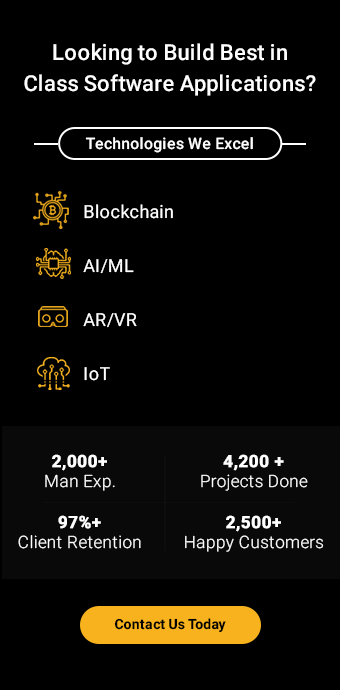 Looking to Build Best in
Class Software Applications?
Technologies We Excel
Blockchain
AI/ML
AR/VR
IoT
2,000+
Man Exp.
4,200 +
Projects Done
97%+
Client Retention
2,500+
Happy Customers
Contact Us Today